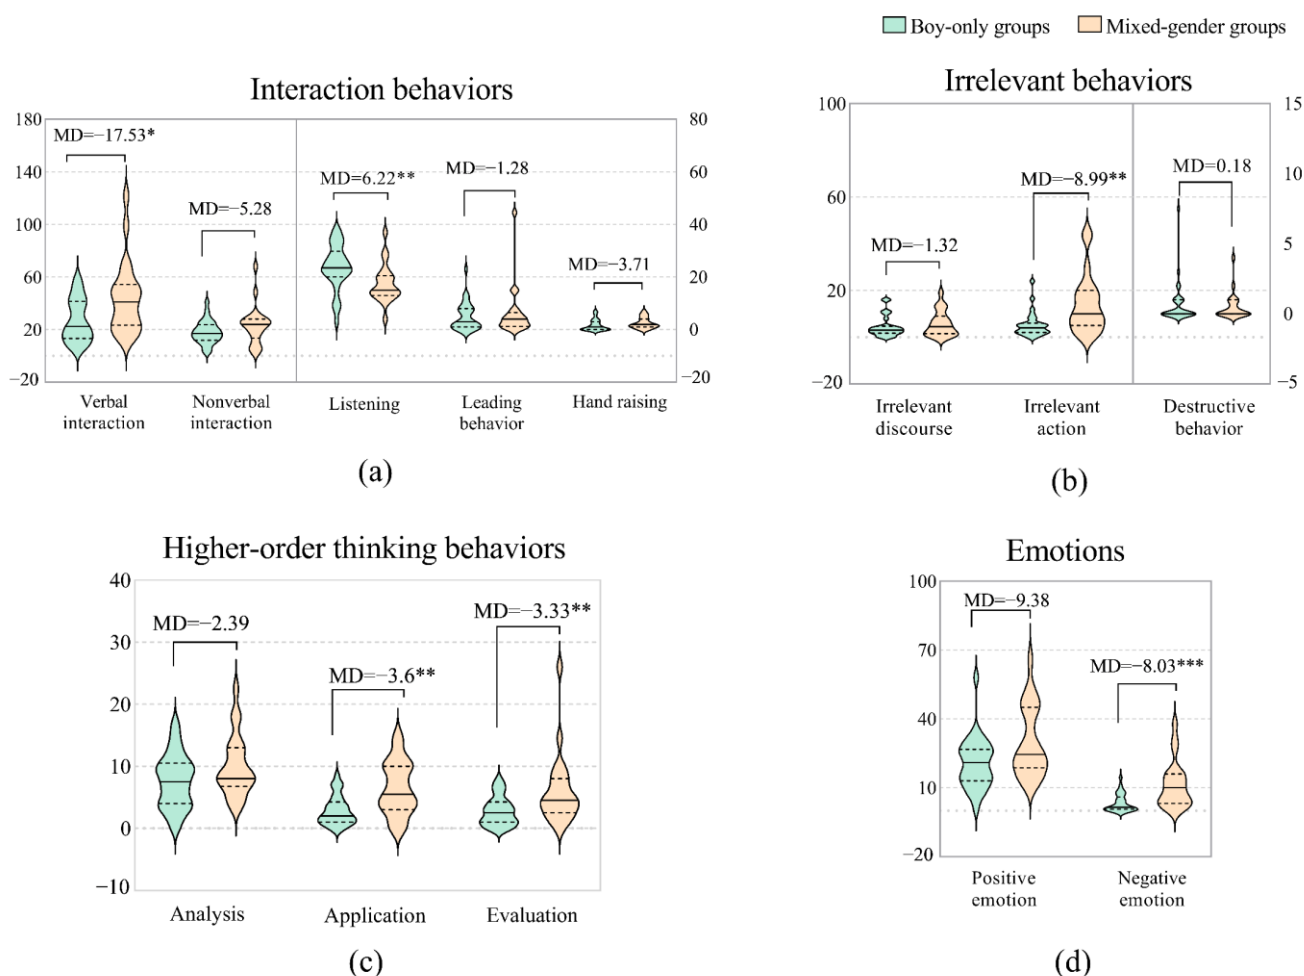 Boy-only groups Mixed-gender groups
Interaction behaviors
180
140
100
60
20
−20
80
60
40
20
0
−20
MD=−17.53*
MD=−5.28
MD=6.22**
MD=−1.28
MD=−3.71
Verbal
interaction
Nonverbal
interaction
Listening
Leading
behavior
Hand raising
(a)
Irrelevant behaviors
100
60
20
−20
15
10
5
0
−5
MD=−1.32
MD=−8.99**
MD=0.18
Irrelevant
discourse
Irrelevant
action
Destructive
behavior
(b)
Higher-order thinking behaviors
40
30
20
10
0
−10
MD=−2.39
MD=−3.6**
MD=−3.33**
Analysis
Application
Evaluation
(c)
Emotions
100
70
40
10
−20
MD=−9.38
MD=−8.03***
Positive
emotion
Negative
emotion
(d)